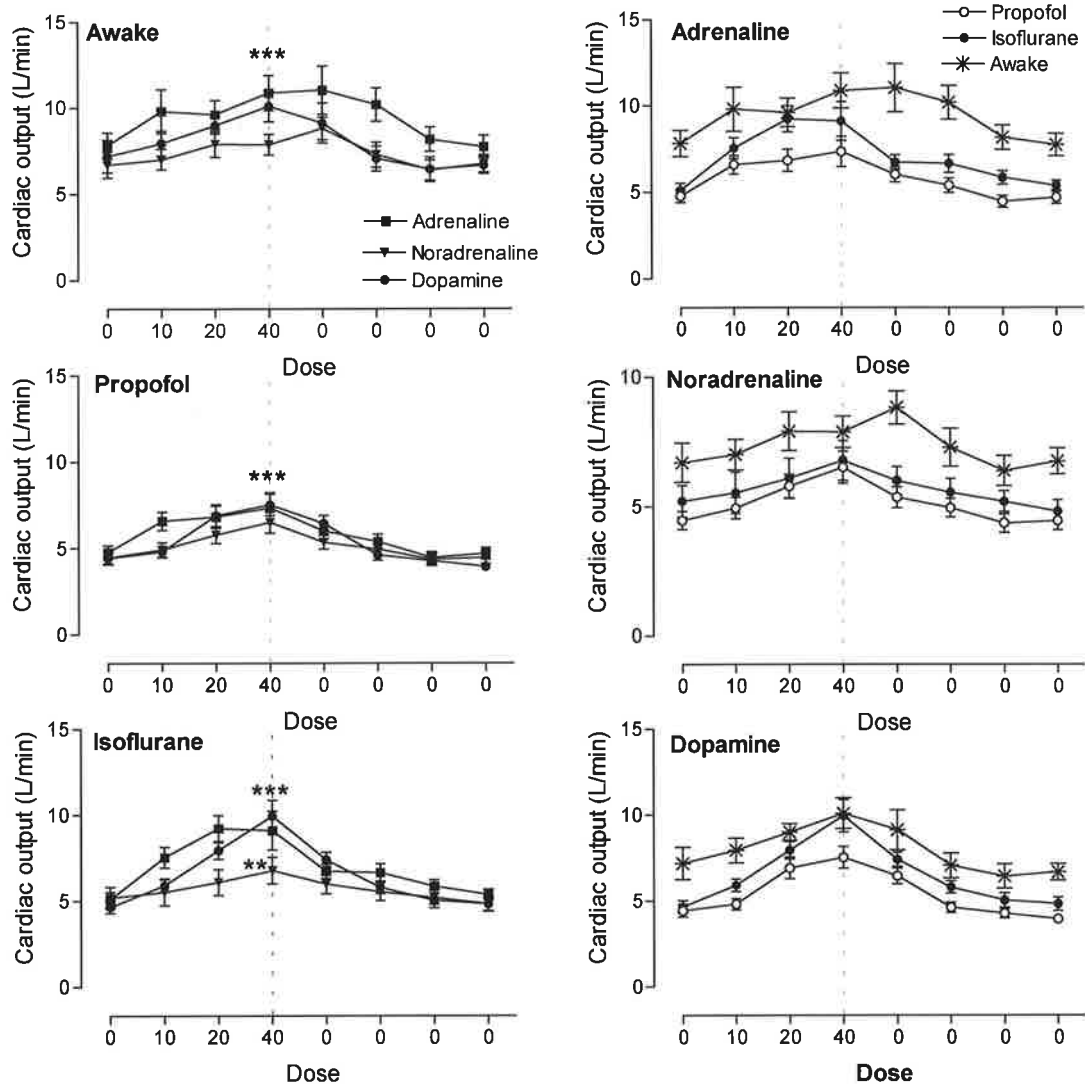 Awake
***
Cardiac output (L/min)
15
10
5
0
Adrenaline
Noradrenaline
Dopamine
0 10 20 40 0 0 0 0
Dose
Adrenaline
Propofol
Isoflurane
Awake
Cardiac output (L/min)
15
10
5
0
0 10 20 40 0 0 0 0
Dose
Propofol
***
Cardiac output (L/min)
15
10
5
0
0 10 20 40 0 0 0 0
Dose
Noradrenaline
Cardiac output (L/min)
10
5
0
0 10 20 40 0 0 0 0
Dose
Isoflurane
***
**
Cardiac output (L/min)
15
10
5
0
0 10 20 40 0 0 0 0
Dose
Dopamine
Cardiac output (L/min)
15
10
5
0
0 10 20 40 0 0 0 0
Dose